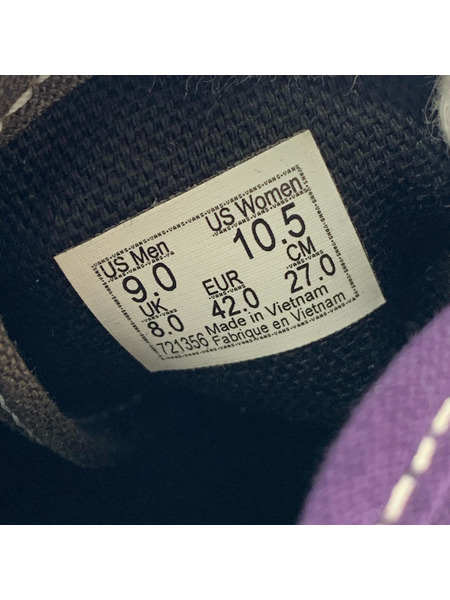 US Men US Women
9.0 10.5
UK EUR CM
8.0 42.0 27.0
721356 Made in Vietnam
Fabrique en Vietnam